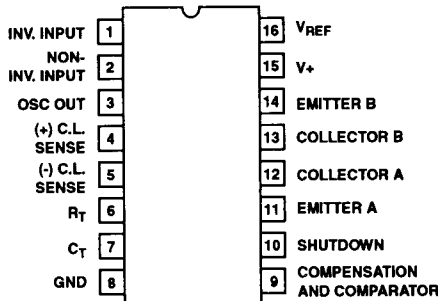 INV. INPUT 1
NON-
INV. INPUT 2
OSC OUT 3
(+) C.L.
SENSE 4
(-) C.L.
SENSE 5
RT 6
CT 7
GND 8
16 VREF
15 V+
14 EMITTER B
13 COLLECTOR B
12 COLLECTOR A
11 EMITTER A
10 SHUTDOWN
9 COMPENSATION
AND COMPARATOR